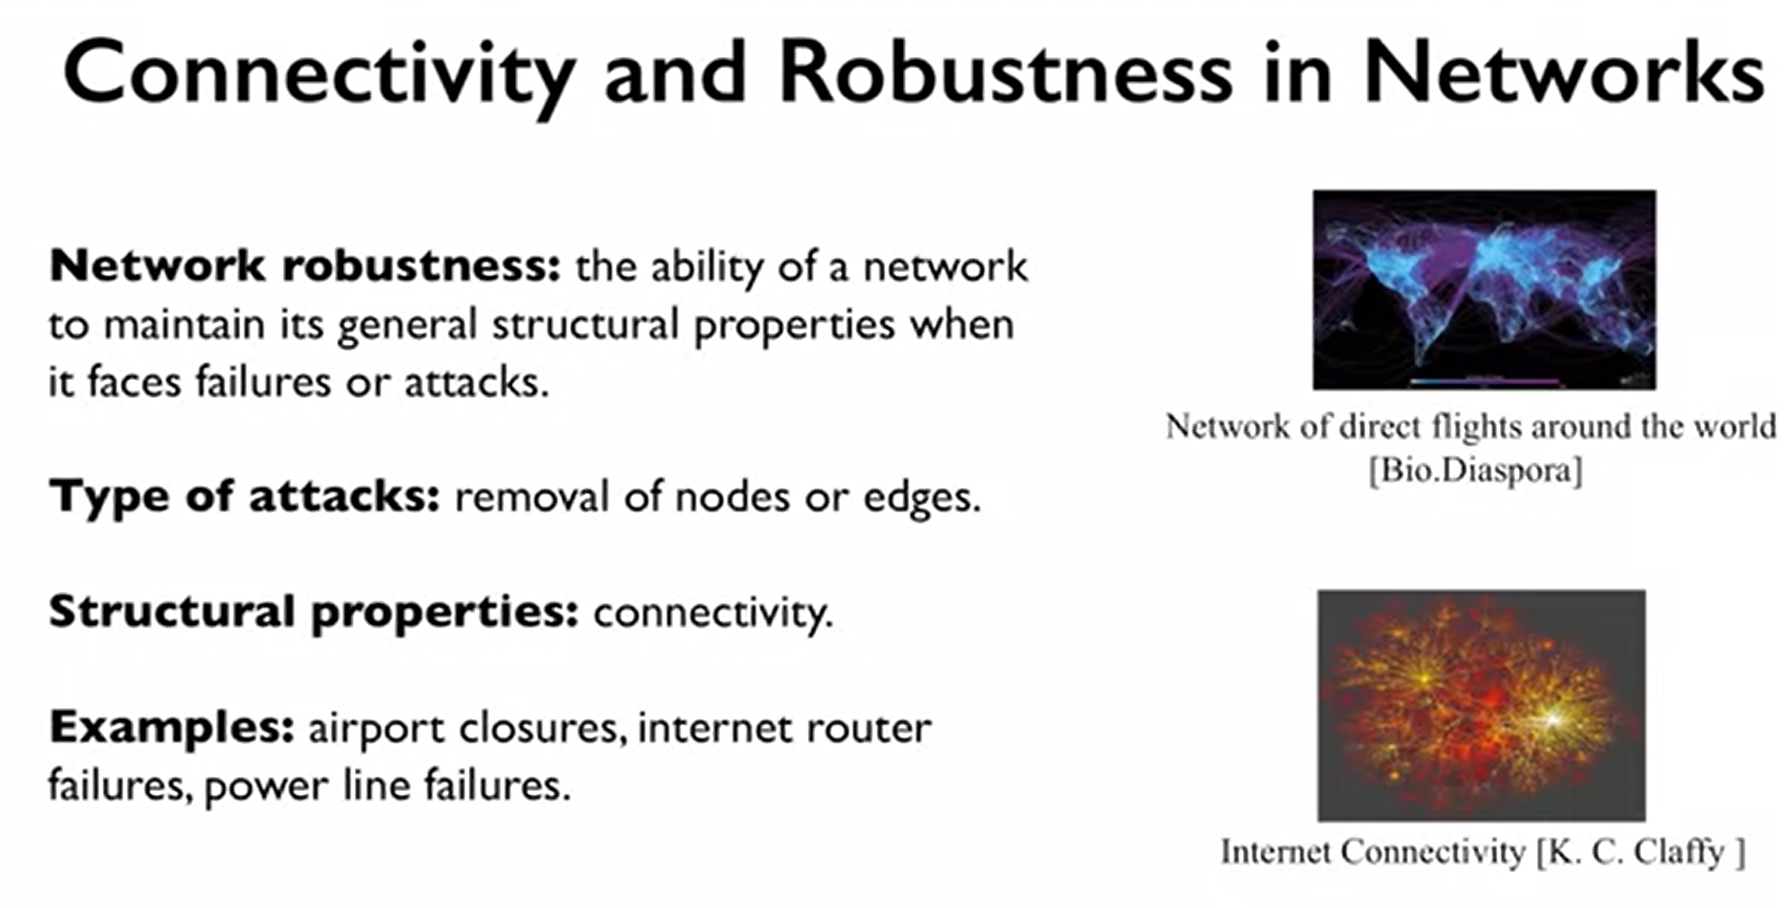 Connectivity and Robustness in Networks
Network robustness: the ability of a network
to maintain its general structural properties when
it faces failures or attacks.
Type of attacks: removal of nodes or edges.
Structural properties: connectivity.
Examples: airport closures, internet router
failures, power line failures.
Network of direct flights around the world
[Bio.Diaspora]
Internet Connectivity [K. C. Claffy ]